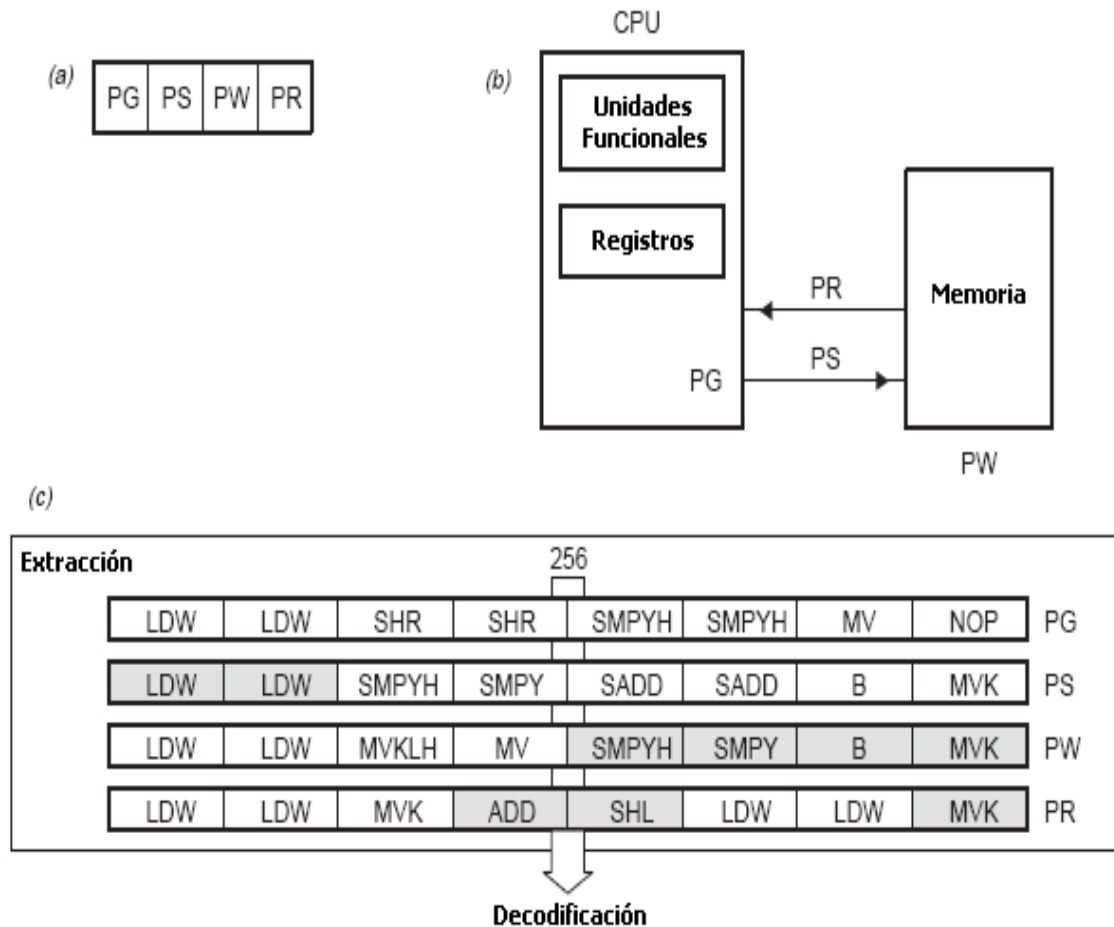 (a)
PG PS PW PR
(b)
CPU
Unidades
Funcionales
Registros
PR
PS
PG
Memoria
PW
(c)
Extracción
256
LDW LDW SHR SHR SMPYH SMPYH MV NOP PG
LDW LDW SMPYH SMPY SADD SADD B MVK PS
LDW LDW MVKLH MV SMPYH SMPY B MVK PW
LDW LDW MVK ADD SHL LDW LDW MVK PR
Decodificación